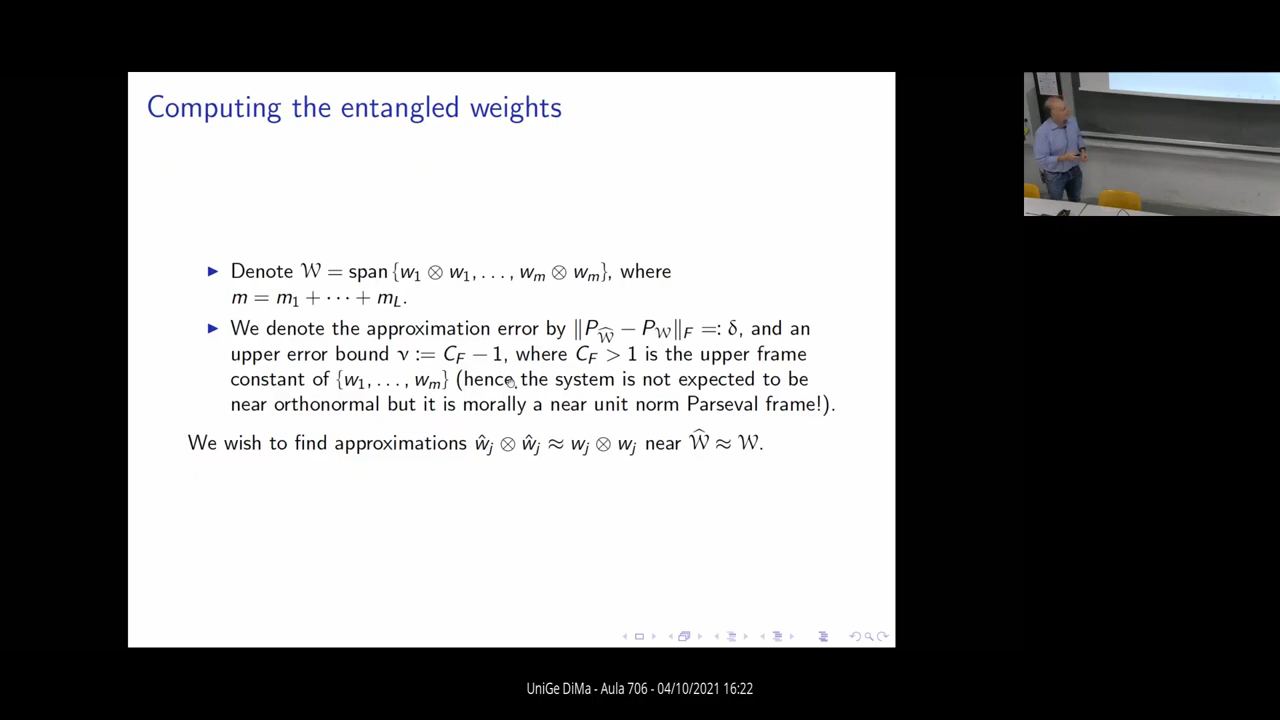 Computing the entangled weights
▶ Denote 𝒲 = span {w₁ ⊗ w₁, . . . , wₘ ⊗ wₘ}, where
m = m₁ + · · · + m_L.
▶ We denote the approximation error by ‖P_𝒲̂ − P_𝒲‖_F =: δ, and an
upper error bound ν := C_F − 1, where C_F > 1 is the upper frame
constant of {w₁, . . . , wₘ} (hence the system is not expected to be
near orthonormal but it is morally a near unit norm Parseval frame!).
We wish to find approximations ŵⱼ ⊗ ŵⱼ ≈ wⱼ ⊗ wⱼ near 𝒲̂ ≈ 𝒲.
UniGe DiMa - Aula 706 - 04/10/2021 16:22